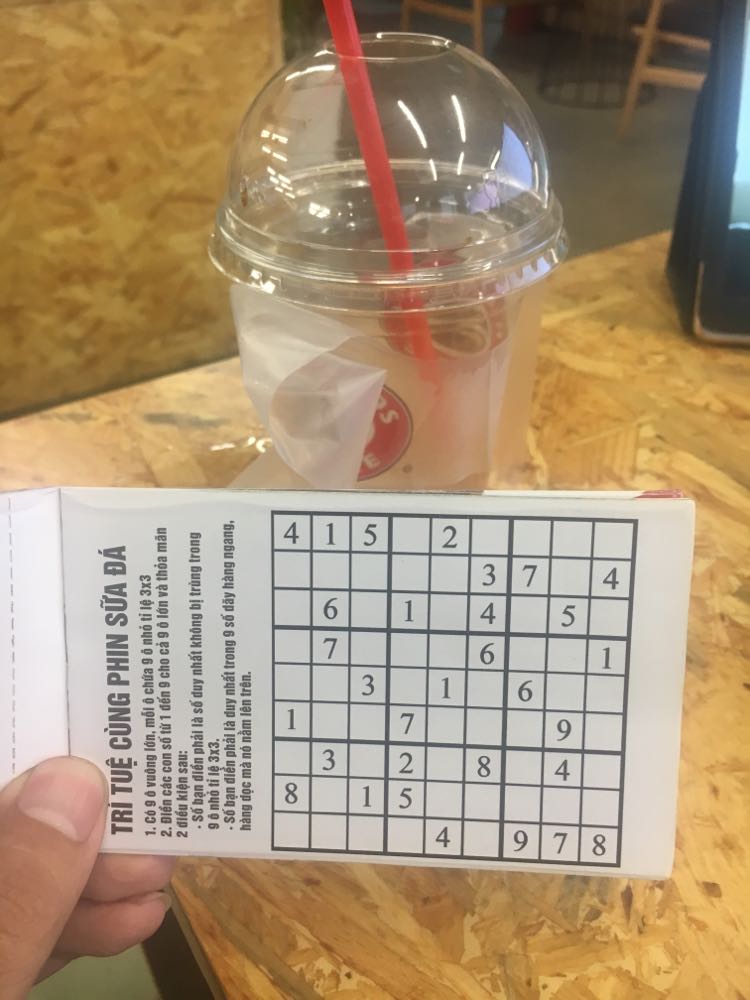 TRÍ TUỆ CÙNG PHIN SỮA ĐÁ
1. Có 9 ô vuông lớn, mỗi ô chứa 9 ô nhỏ tỉ lệ 3x3
2. Điền các con số từ 1 đến 9 cho cả 9 ô lớn và thỏa mãn
2 điều kiện sau:
- Số bạn điền phải là số duy nhất không bị trùng trong
9 ô nhỏ tỉ lệ 3x3.
- Số bạn điền phải là duy nhất trong 9 số dãy hàng ngang,
hàng dọc mà nó nằm lên trên.
4 1 5 2
3 7 4
6 1 4 5
7 6 1
3 1 6
1 7 9
3 2 8 4
8 1 5
4 9 7 8